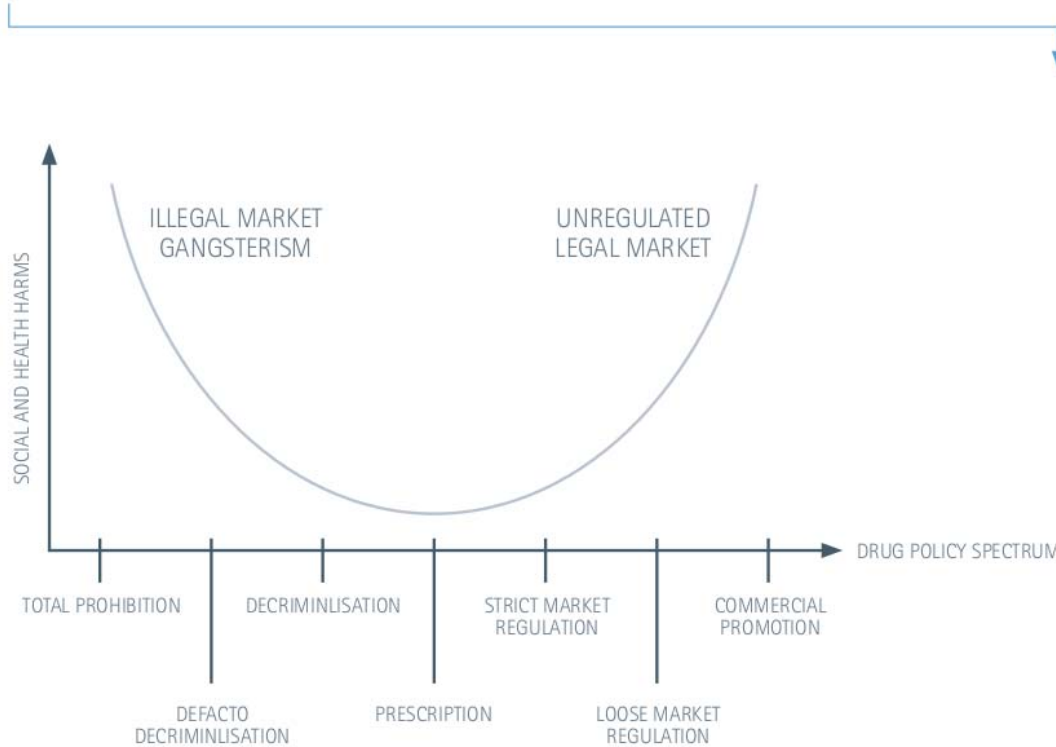 ILLEGAL MARKET
GANGSTERISM
UNREGULATED
LEGAL MARKET
SOCIAL AND HEALTH HARMS
DRUG POLICY SPECTRUM
TOTAL PROHIBITION
DECRIMINLISATION
STRICT MARKET
REGULATION
COMMERCIAL
PROMOTION
DEFACTO
DECRIMINLISATION
PRESCRIPTION
LOOSE MARKET
REGULATION